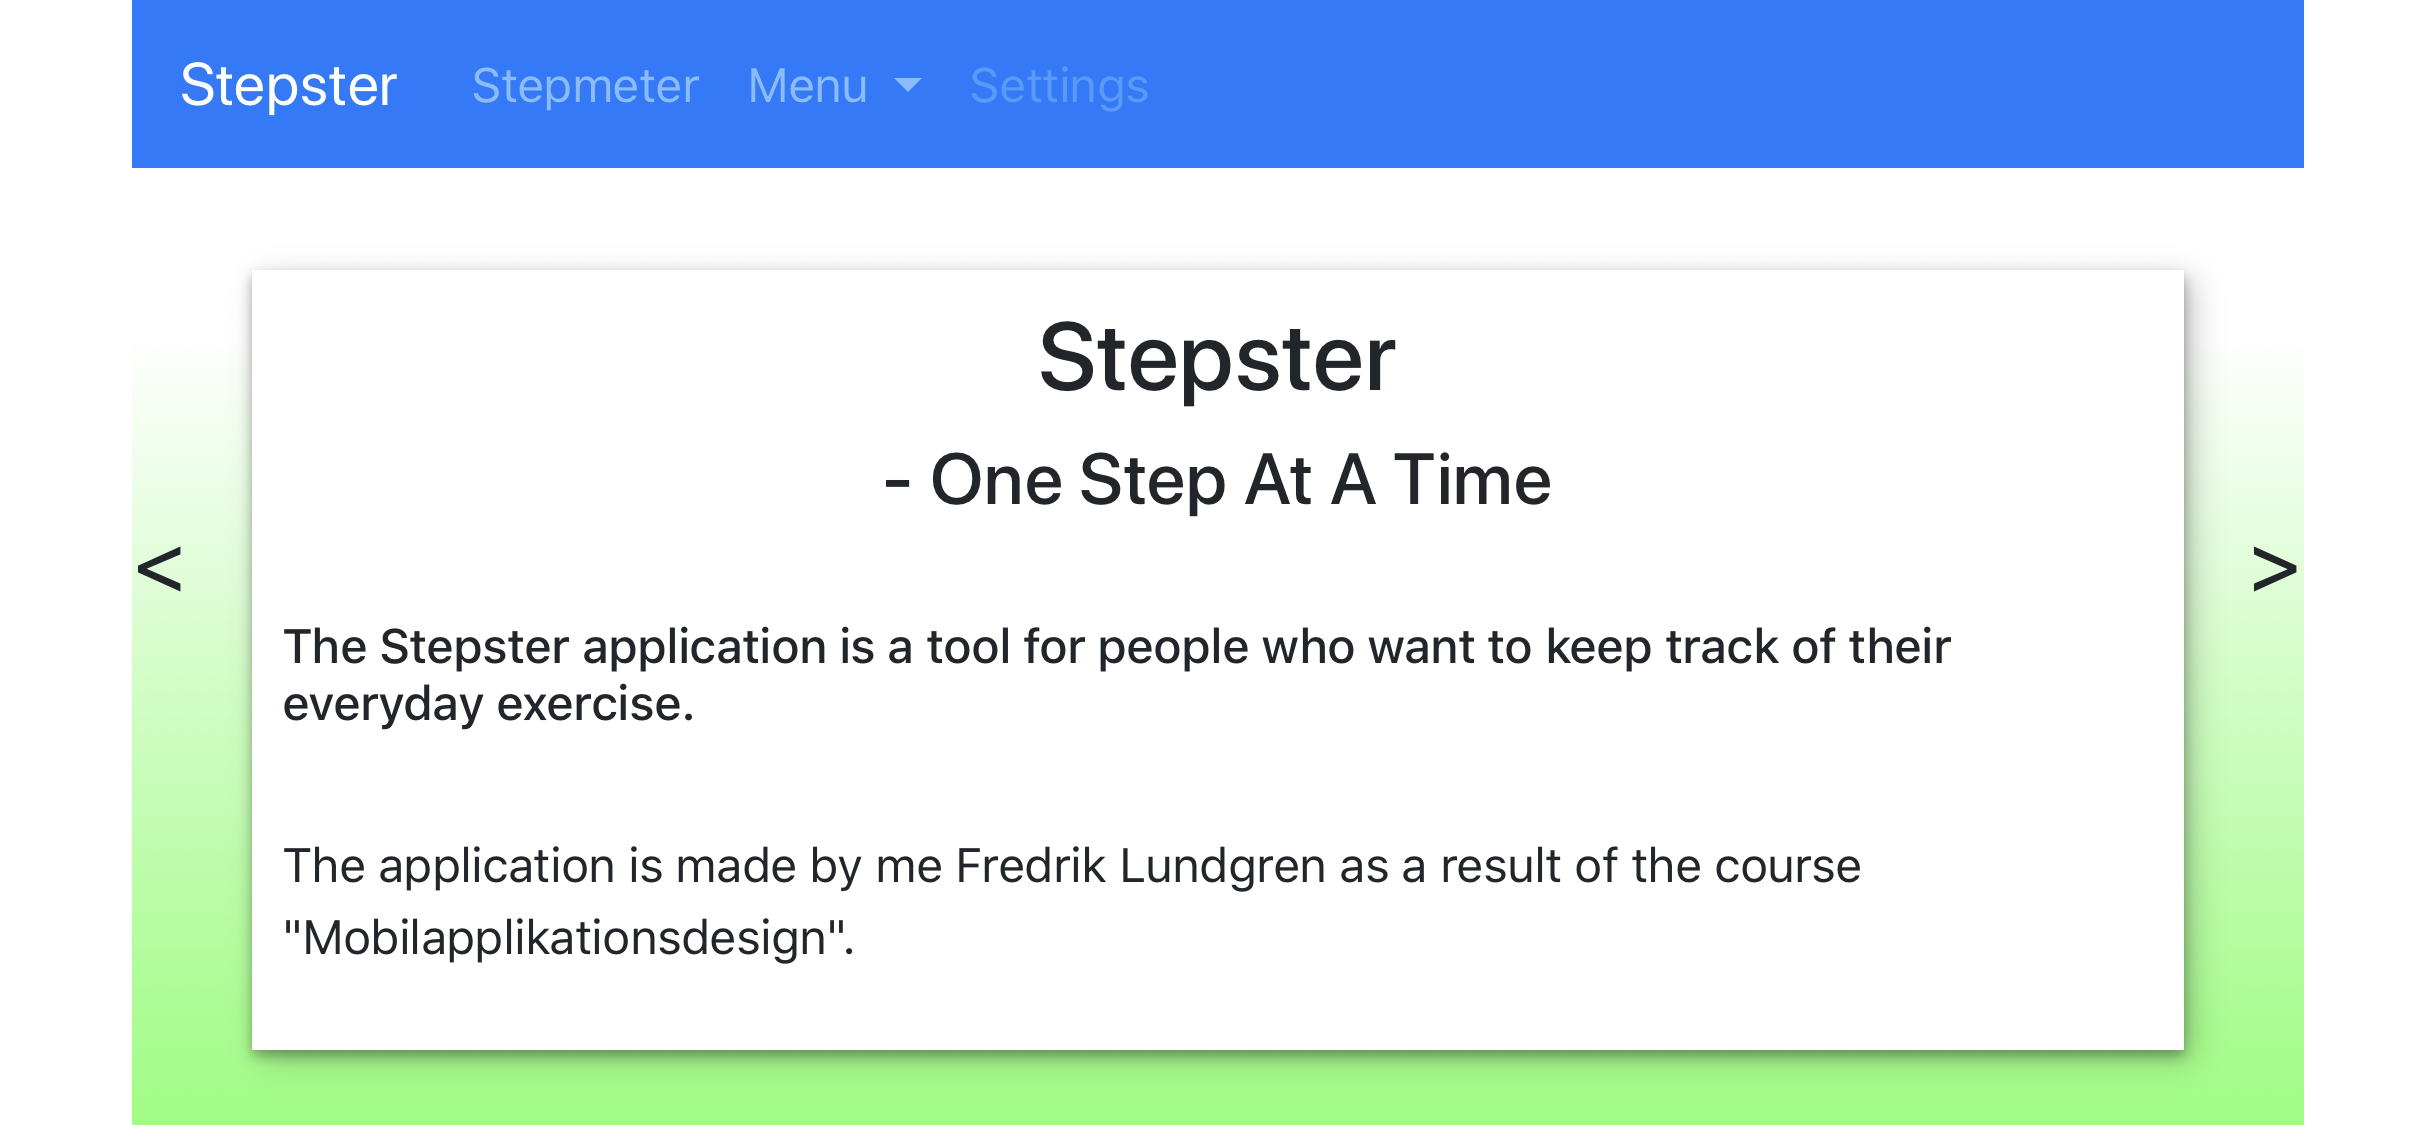 Stepster Stepmeter Menu Settings
Stepster
- One Step At A Time
< >
The Stepster application is a tool for people who want to keep track of their
everyday exercise.
The application is made by me Fredrik Lundgren as a result of the course
"Mobilapplikationsdesign".